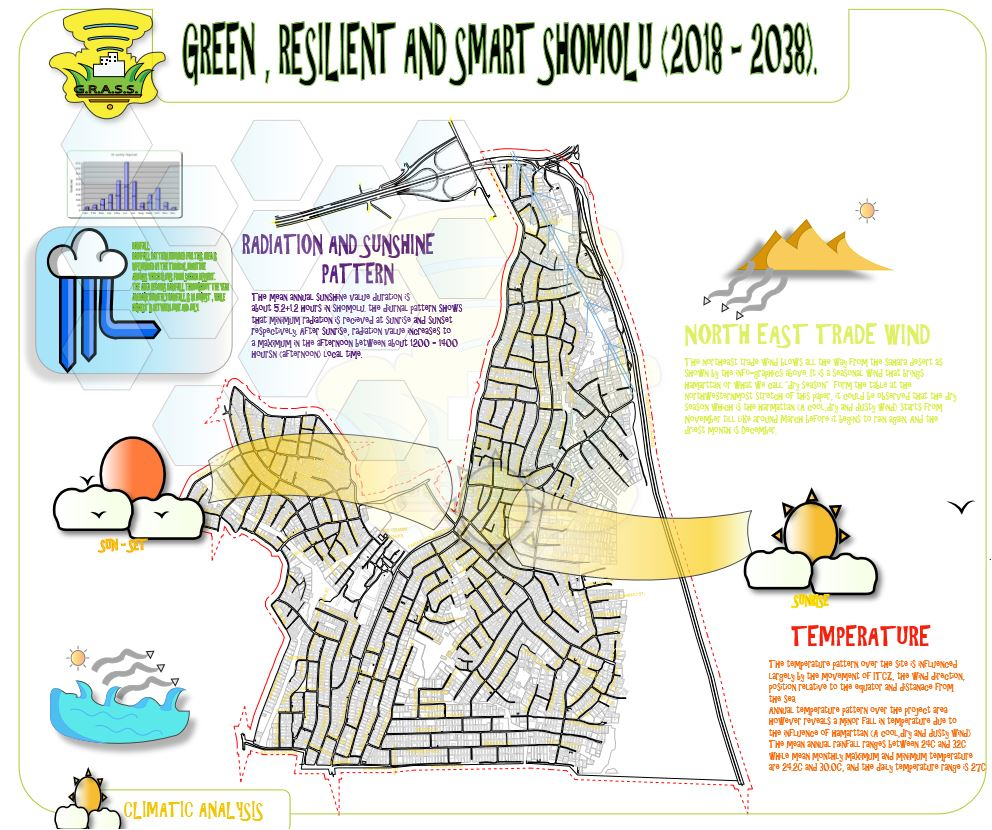 GREEN , RESILIENT AND SMART SHOMOLU (2018 - 2038).
G.R.A.S.S.
RADIATION AND SUNSHINE
PATTERN
The mean annual sunshine value duration is
about 5.2+1.2 hours in Shomolu. The diurnal pattern shows
that minimum radiation is recieved at sunrise and sunset
respectively. After sunrise, radiation value increases to
a maximum in the afternoon between about 1200 - 1400
hoursn (afternoon) local time.
NORTH EAST TRADE WIND
The northeast trade wind blows all the way from the sahara desert as
shown by the info-graphics above. It is a seasonal wind that brings
Hamarttan or what we call "dry season". Form the table at the
northwesternmost stretch of this paper, it could be observed that the dry
season which is the Harmattan (a cool,dry and dusty wind) starts from
November till like around March before it begins to rain again. And the
driest month is December.
SUN - SET
SUNRISE
TEMPERATURE
The temperature pattern over the site is influenced
largely by the movement of ITCZ, the wind direction,
position relative to the equator and distanace from
the sea
Annual temperature pattern over the project area
however reveals a minor fall in temperature due to
the influence of Hamarttan (a cool,dry and dusty wind)
The mean annual ranfall ranges between 24C and 32C
while mean monthly maximum and minimum temperature
are 24.2C and 30.0C, and the daily temperature range is 27C
CLIMATIC ANALYSIS